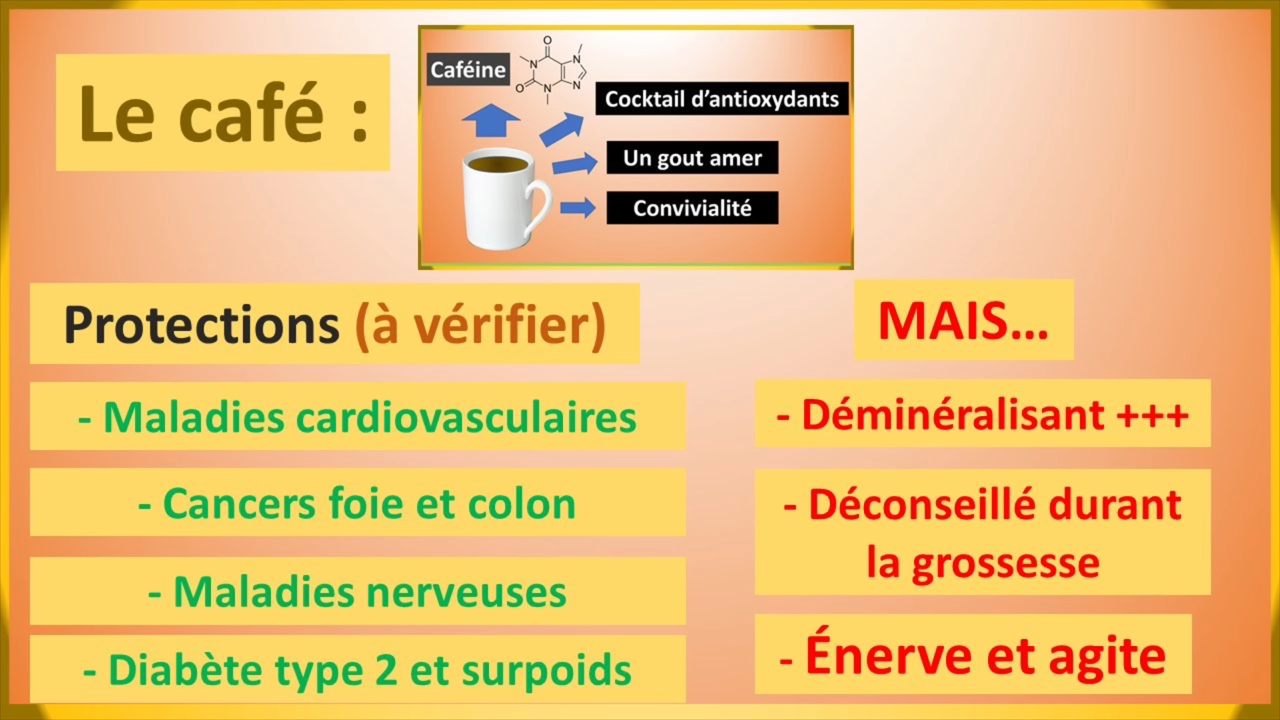 Le café :
Caféine
O
N
N
O
N
N
Cocktail d’antioxydants
Un gout amer
Convivialité
Protections (à vérifier)
- Maladies cardiovasculaires
- Cancers foie et colon
- Maladies nerveuses
- Diabète type 2 et surpoids
MAIS…
- Déminéralisant +++
- Déconseillé durant
la grossesse
- Énerve et agite